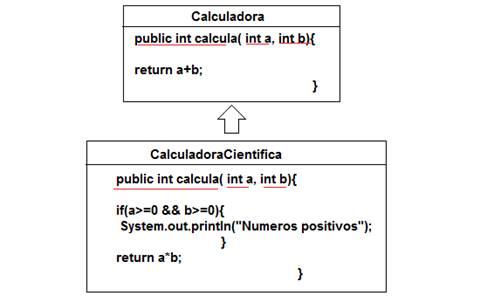 Calculadora
public int calcula( int a, int b){
return a+b;
}
CalculadoraCientifica
public int calcula( int a, int b){
if(a>=0 && b>=0){
System.out.println("Numeros positivos");
}
return a*b;
}